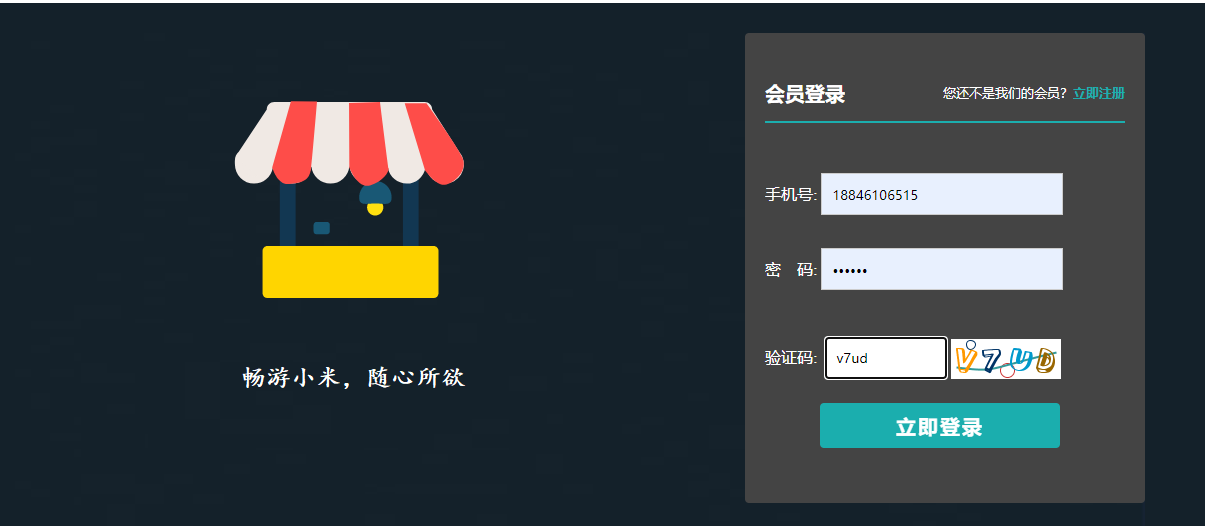 会员登录
您还不是我们的会员？立即注册
手机号: 18846106515
密 码: ••••••
验证码: v7ud V7UD
立即登录
畅游小米，随心所欲